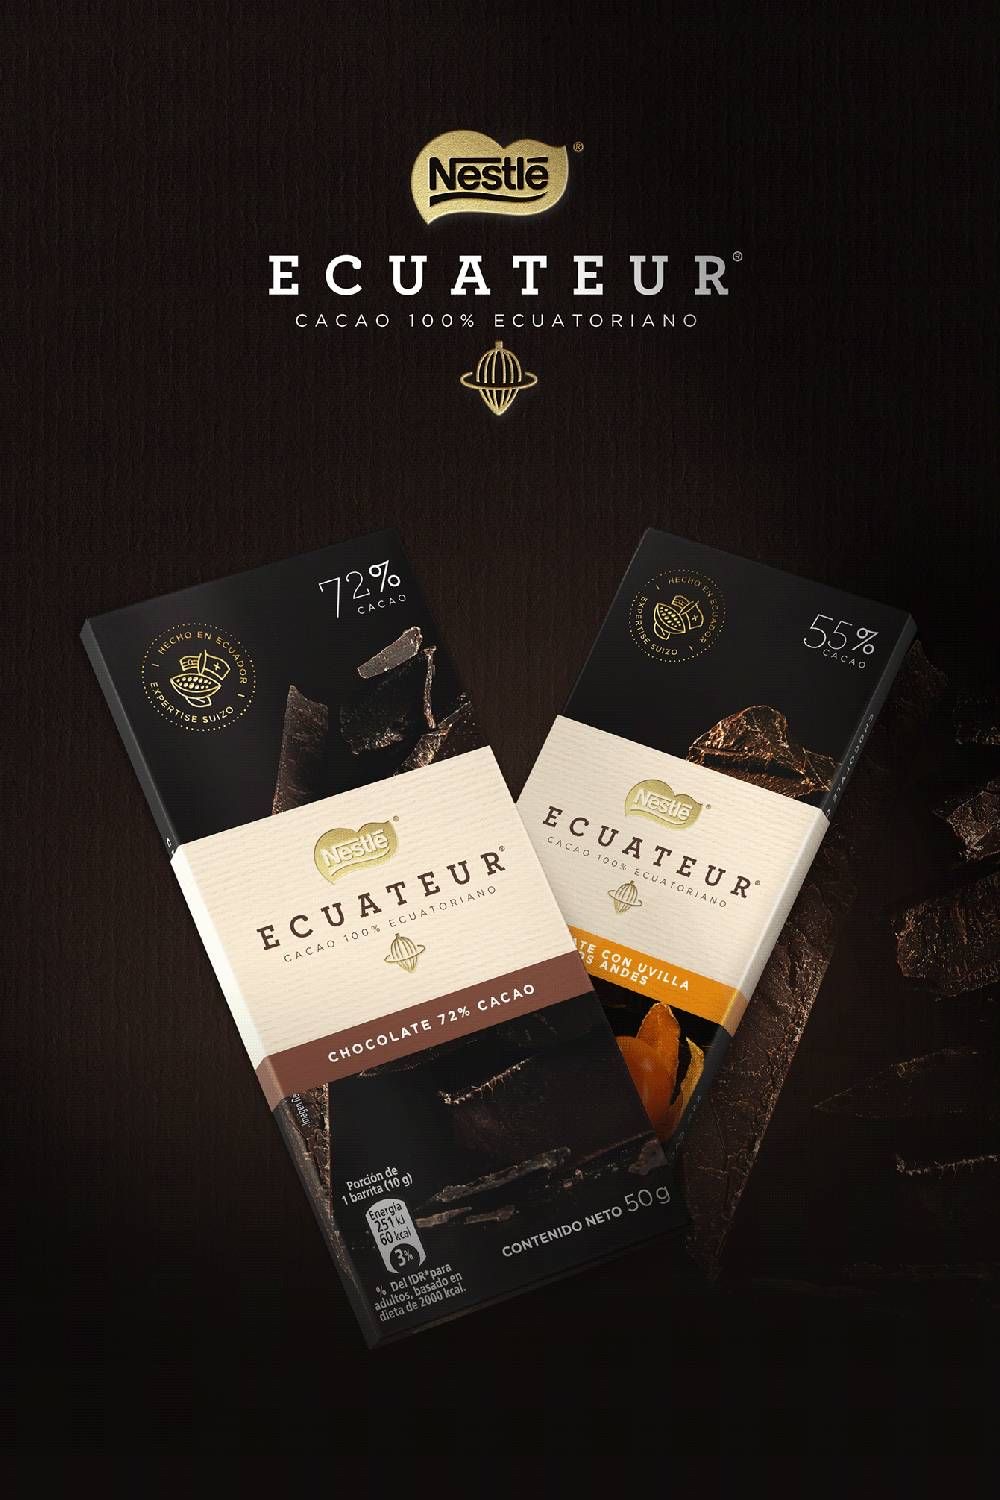 Nestlé
ECUATEUR
CACAO 100% ECUATORIANO
72%
CACAO
HECHO EN ECUADOR
EXPERTISE SUIZO
Nestlé
ECUATEUR
CACAO 100% ECUATORIANO
CHOCOLATE 72% CACAO
Porción de
1 barrita (10 g)
Energía
251 kJ
60 kcal
3%
% Del IDR* para
adultos, basado en
dieta de 2000 kcal.
CONTENIDO NETO 50 g
HECHO EN ECUADOR
EXPERTISE SUIZO
55%
CACAO
Nestlé
ECUATEUR
CACAO 100% ECUATORIANO
TE CON UVILLA
OS ANDES